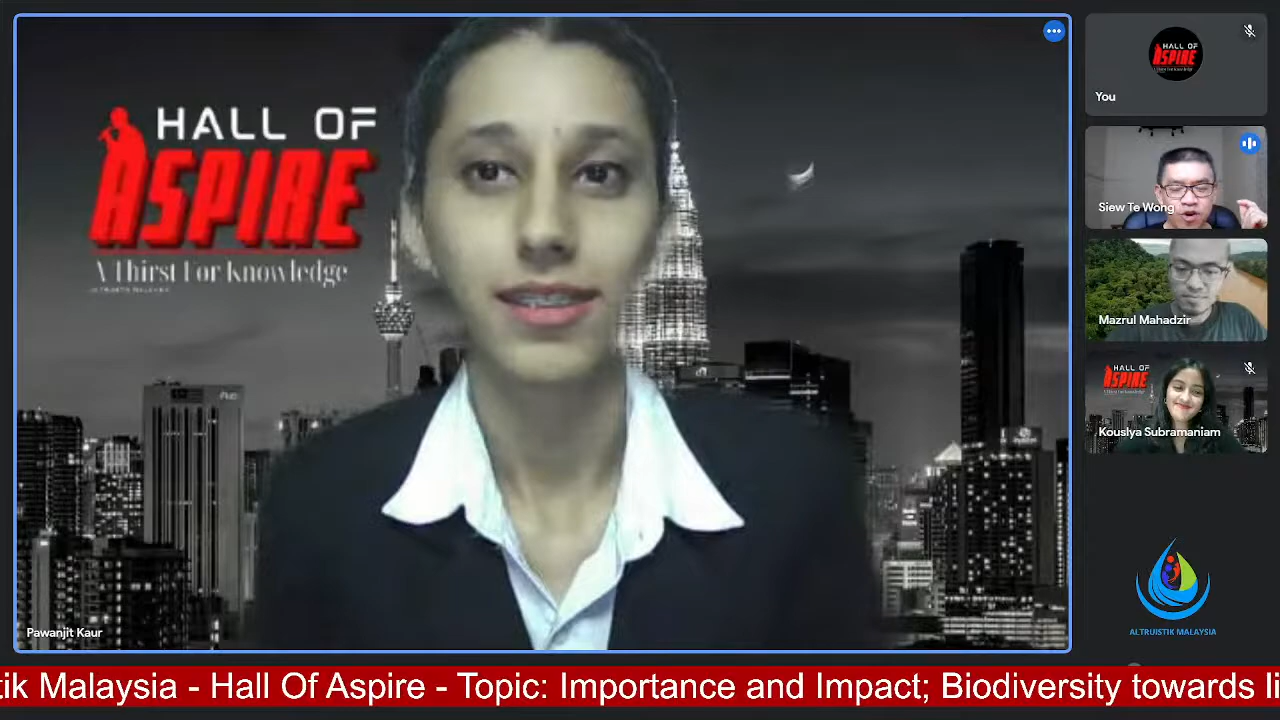 HALL OF
ASPIRE
A Thirst For Knowledge
Pawanjit Kaur
HALL OF
ASPIRE
You
Siew Te Wong
Mazrul Mahadzir
HALL OF
ASPIRE
Kouslya Subramaniam
ALTRUISTIK MALAYSIA
tik Malaysia - Hall Of Aspire - Topic: Importance and Impact; Biodiversity towards li